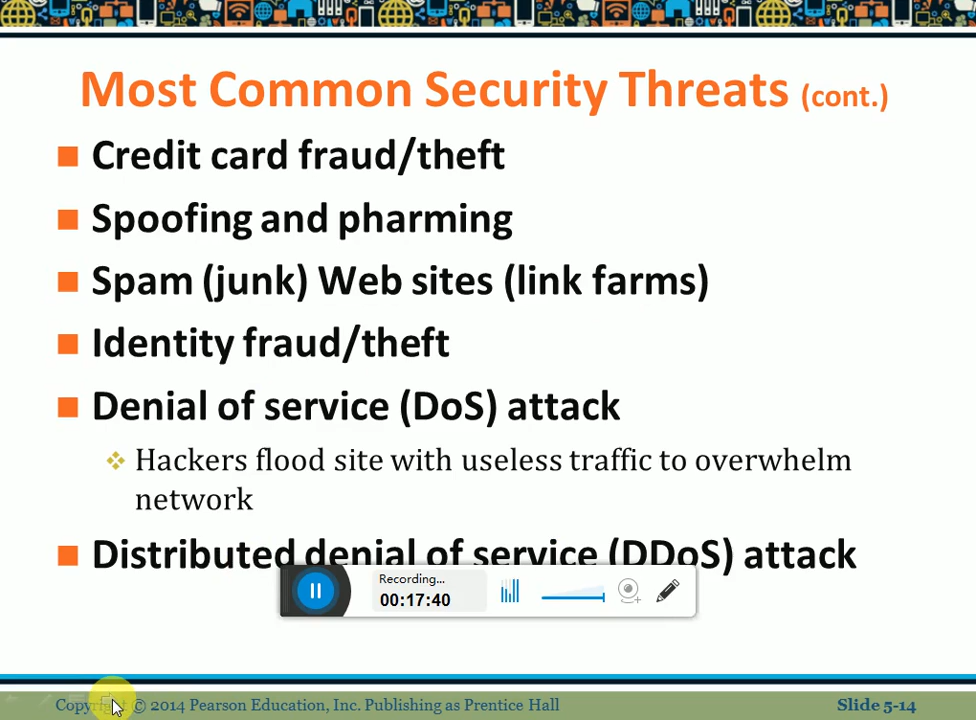 Most Common Security Threats (cont.)
Credit card fraud/theft
Spoofing and pharming
Spam (junk) Web sites (link farms)
Identity fraud/theft
Denial of service (DoS) attack
Hackers flood site with useless traffic to overwhelm
network
Distributed denial of service (DDoS) attack
Recording...
00:17:40
Copyright © 2014 Pearson Education, Inc. Publishing as Prentice Hall
Slide 5-14